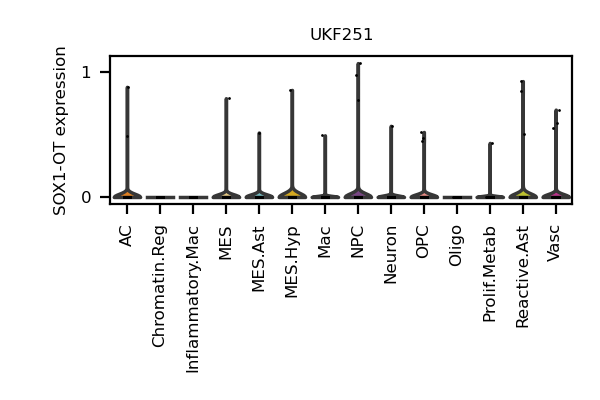 UKF251
SOX1-OT expression
1
0
AC
Chromatin.Reg
Inflammatory.Mac
MES
MES.Ast
MES.Hyp
Mac
NPC
Neuron
OPC
Oligo
Prolif.Metab
Reactive.Ast
Vasc